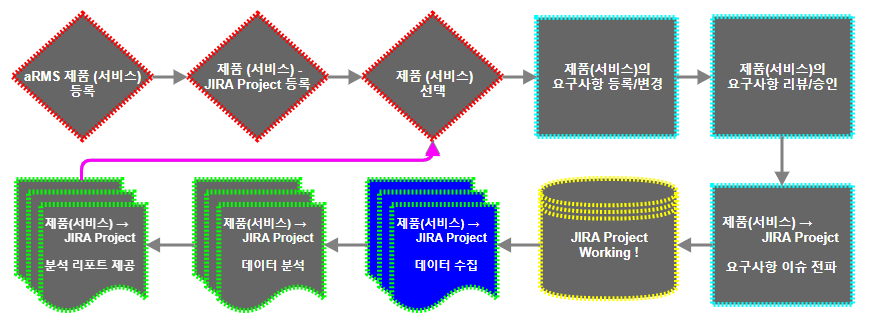 aRMS 제품 (서비스)
등록
제품 (서비스) -
JIRA Project 등록
제품 (서비스)
선택
제품(서비스)의
요구사항 등록/변경
제품(서비스)의
요구사항 리뷰/승인
제품(서비스) →
JIRA Proejct
요구사항 이슈 전파
JIRA Project
Working !
제품(서비스) →
JIRA Project
데이터 수집
제품(서비스) →
JIRA Project
데이터 분석
제품(서비스) →
JIRA Project
분석 리포트 제공